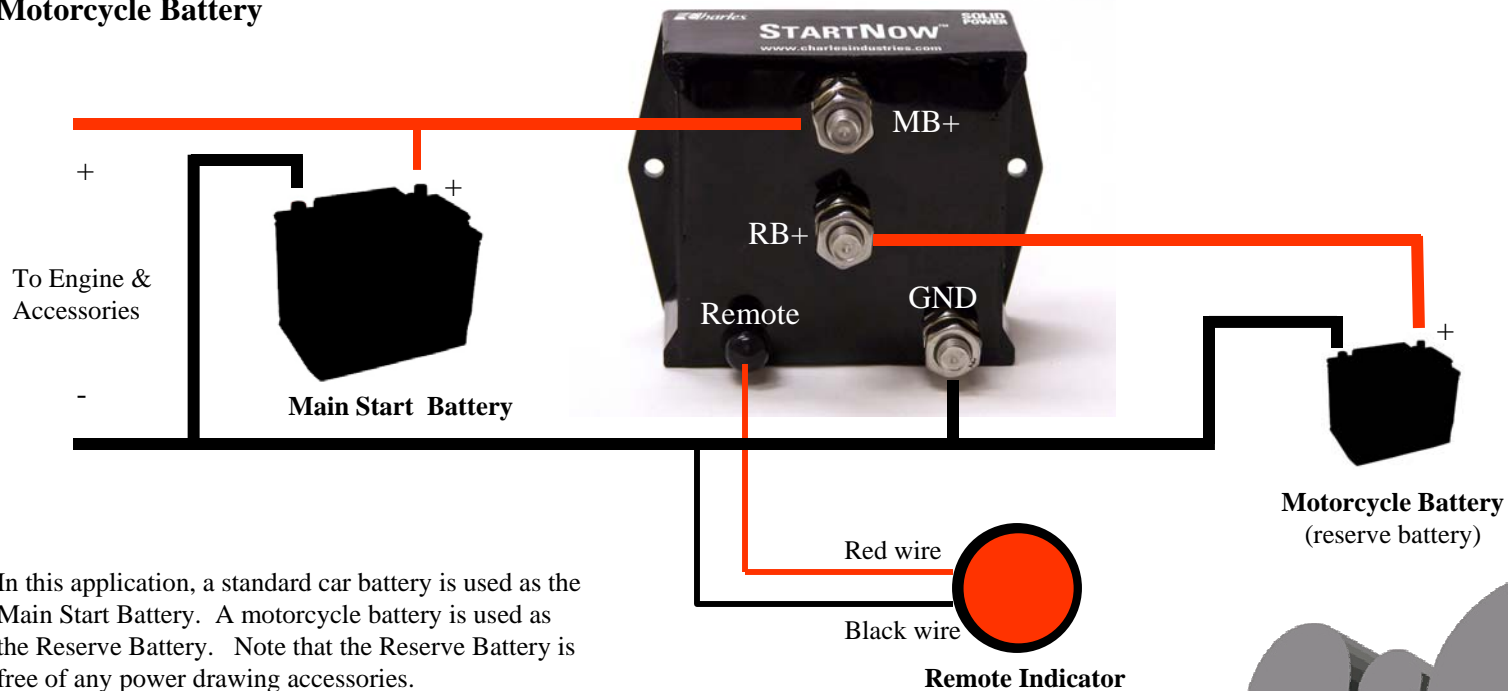 Motorcycle Battery
Charles
SOLID
POWER
STARTNOW™
www.charlesindustries.com
MB+
+
+
RB+
To Engine &
Accessories
GND
Remote
+
-
Main Start Battery
Motorcycle Battery
(reserve battery)
Red wire
In this application, a standard car battery is used as the
Main Start Battery. A motorcycle battery is used as
the Reserve Battery. Note that the Reserve Battery is
free of any power drawing accessories.
Black wire
Remote Indicator